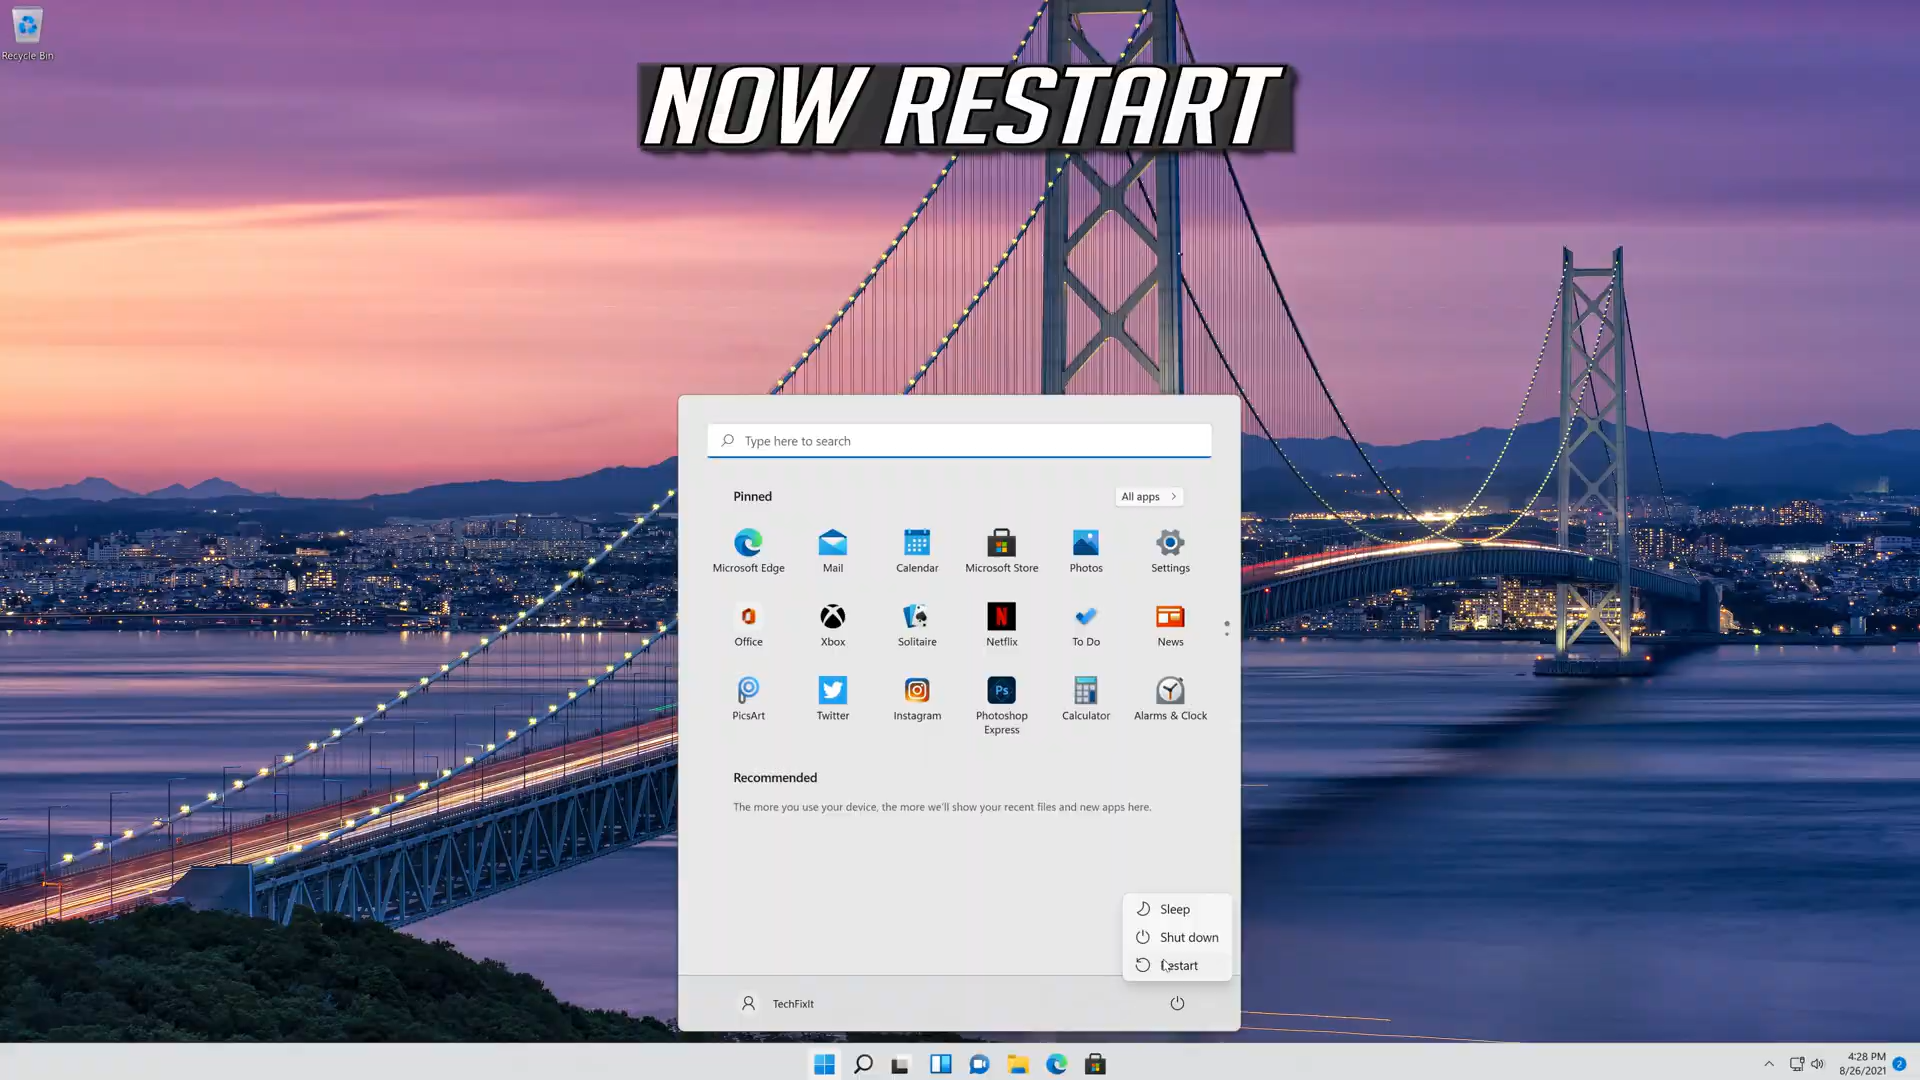 Recycle Bin
NOW RESTART
Type here to search
Pinned
All apps
Microsoft Edge
Mail
Calendar
Microsoft Store
Photos
Settings
Office
Xbox
Solitaire
Netflix
To Do
News
PicsArt
Twitter
Instagram
Photoshop
Express
Calculator
Alarms & Clock
Recommended
The more you use your device, the more we'll show your recent files and new apps here.
Sleep
Shut down
Restart
TechFixIt
4:28 PM
8/26/2021
2